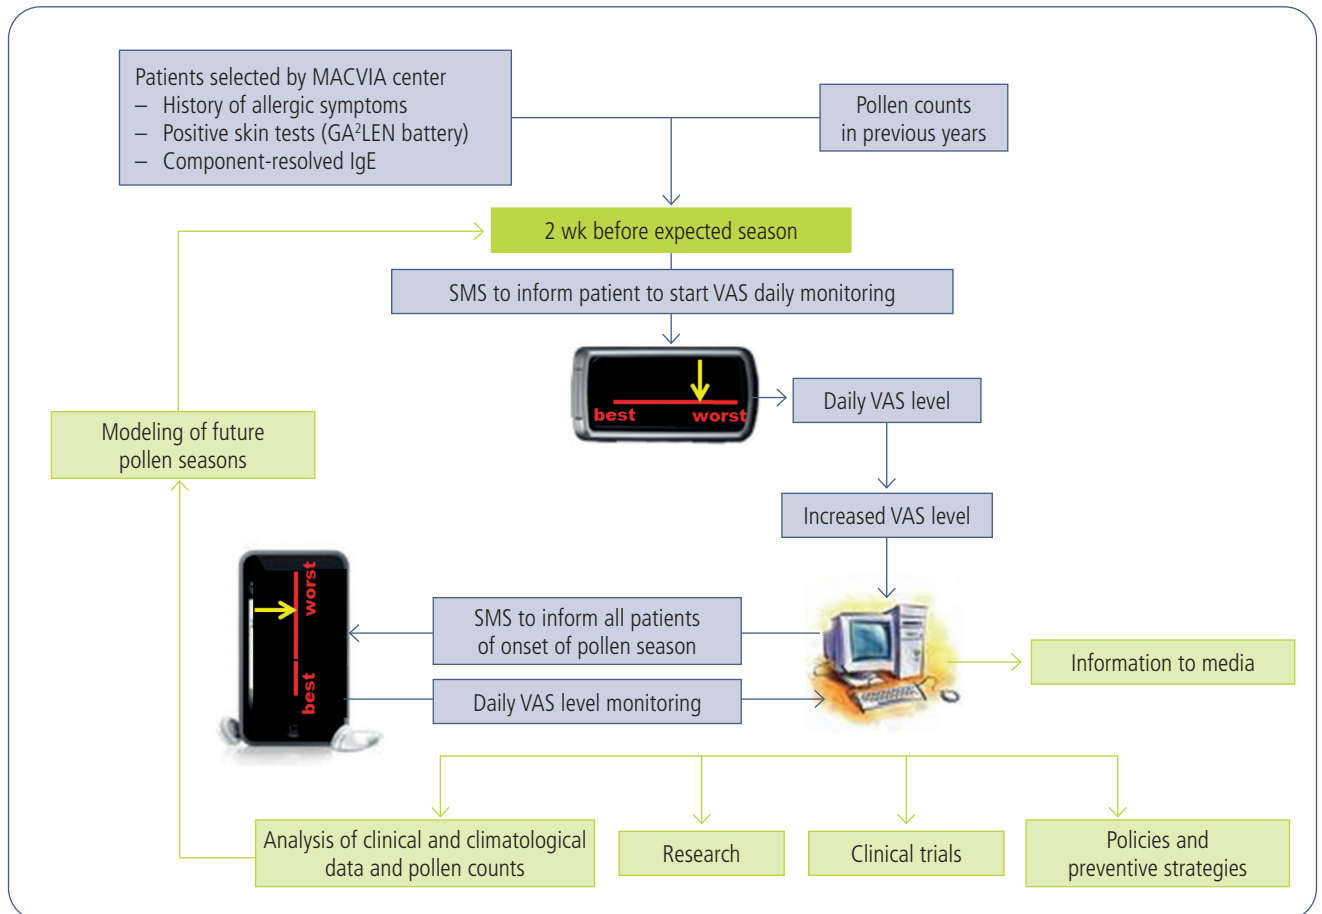 Patients selected by MACVIA center
– History of allergic symptoms
– Positive skin tests (GA²LEN battery)
– Component-resolved IgE
Pollen counts
in previous years
2 wk before expected season
SMS to inform patient to start VAS daily monitoring
best worst
Daily VAS level
Modeling of future
pollen seasons
Increased VAS level
worst
best
SMS to inform all patients
of onset of pollen season
Information to media
Daily VAS level monitoring
Analysis of clinical and climatological
data and pollen counts
Research
Clinical trials
Policies and
preventive strategies